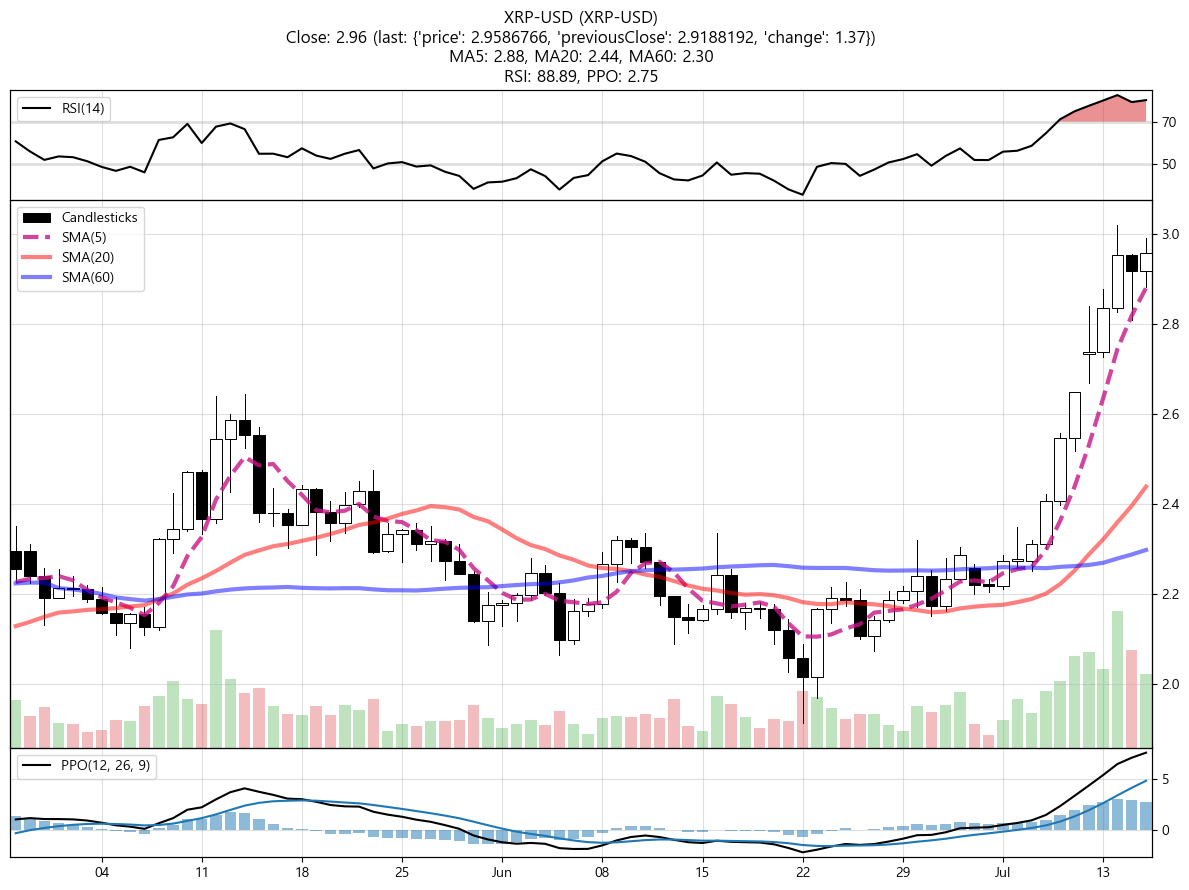 XRP-USD (XRP-USD)
Close: 2.96 (last: {'price': 2.9586766, 'previousClose': 2.9188192, 'change': 1.37})
MA5: 2.88, MA20: 2.44, MA60: 2.30
RSI: 88.89, PPO: 2.75
RSI(14)
70
50
Candlesticks
SMA(5)
SMA(20)
SMA(60)
3.0
2.8
2.6
2.4
2.2
2.0
PPO(12, 26, 9)
5
0
04 11 18 25 Jun 08 15 22 29 Jul 13